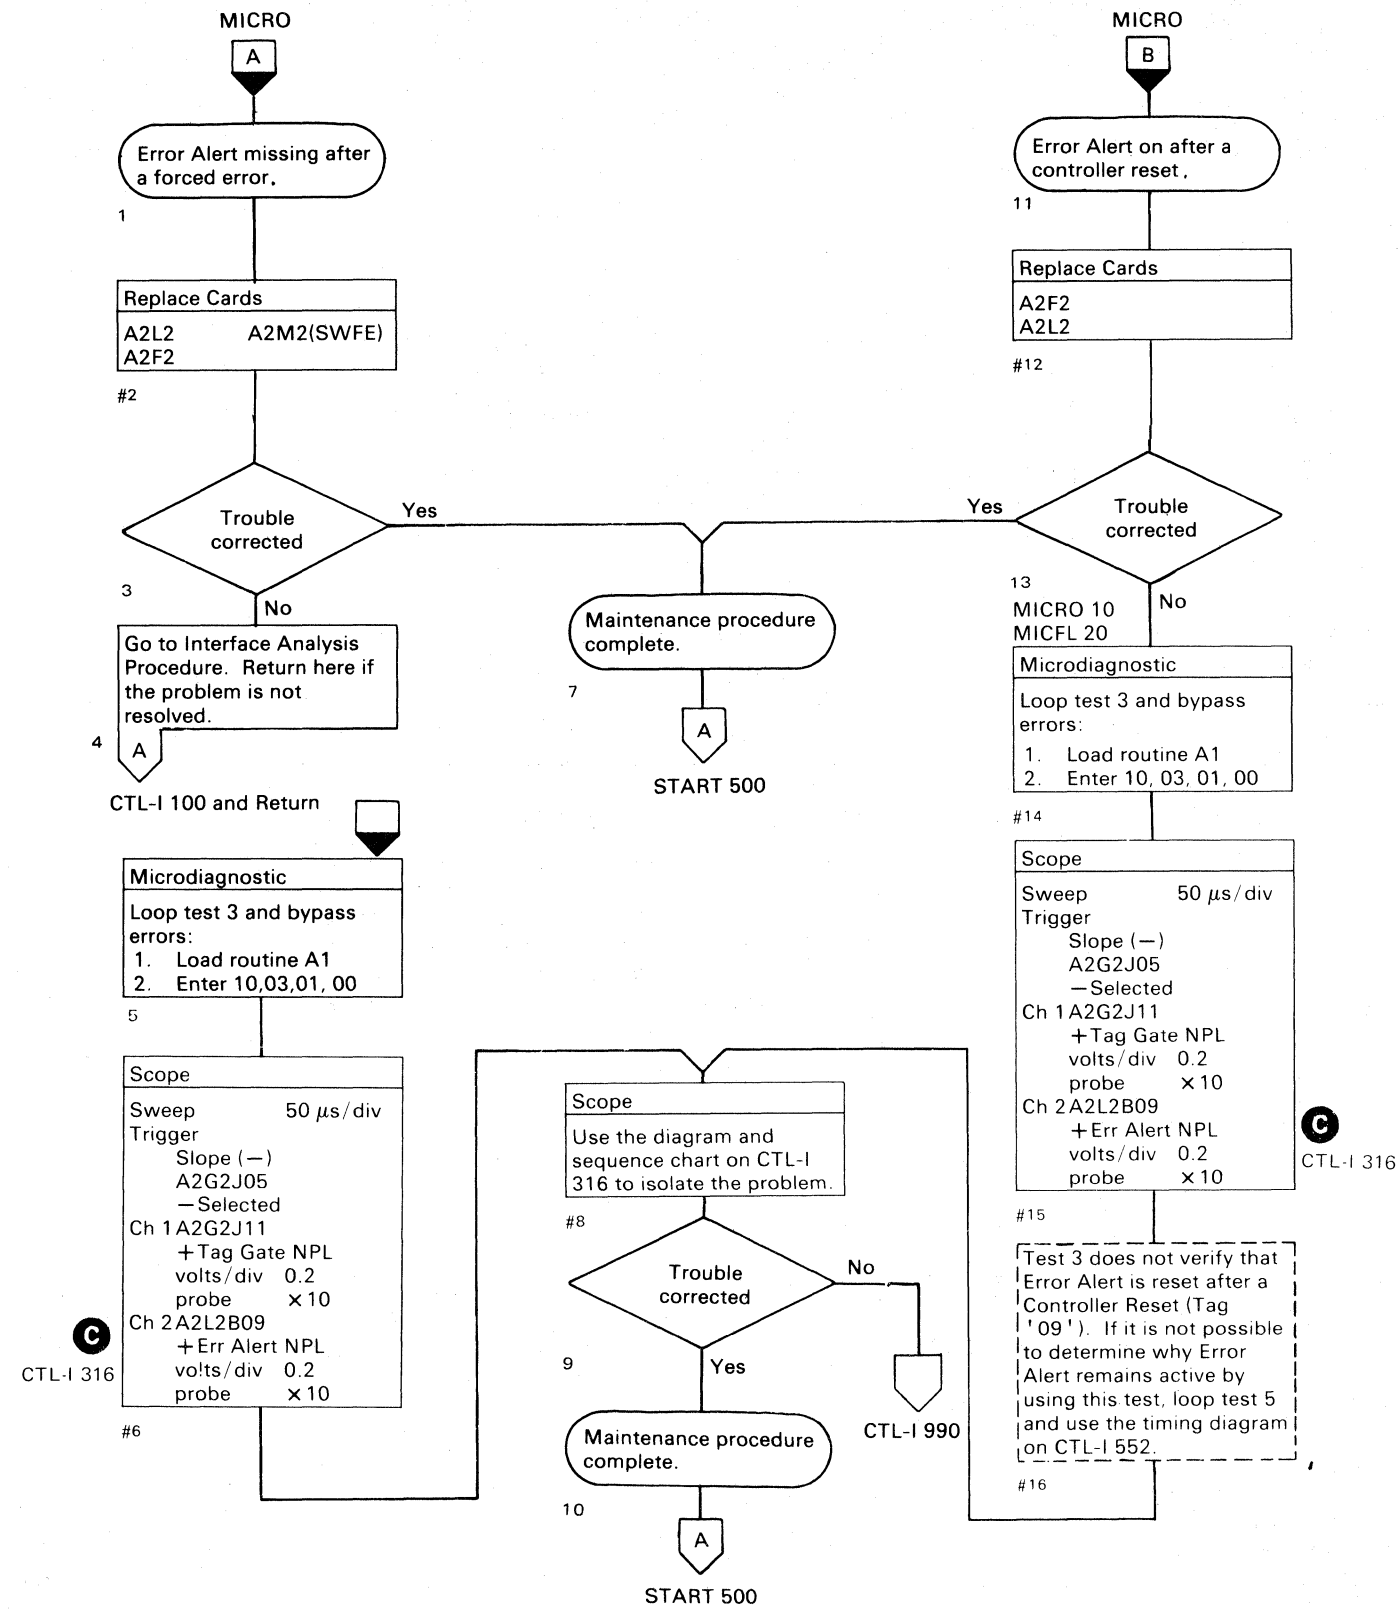 MICRO
A
Error Alert missing after
a forced error.
1
Replace Cards
A2L2 A2M2(SWFE)
A2F2
#2
Trouble
corrected
Yes
3
No
Go to Interface Analysis
Procedure. Return here if
the problem is not
resolved.
4
A
CTL-I 100 and Return
Microdiagnostic
Loop test 3 and bypass
errors:
1. Load routine A1
2. Enter 10,03,01, 00
5
Scope
Sweep 50 µs/div
Trigger
Slope (—)
A2G2J05
—Selected
Ch 1 A2G2J11
+Tag Gate NPL
volts/div 0.2
probe ×10
Ch 2 A2L2B09
+Err Alert NPL
volts/div 0.2
probe ×10
C
CTL-I 316
#6
Maintenance procedure
complete.
7
A
START 500
Scope
Use the diagram and
sequence chart on CTL-I
316 to isolate the problem.
#8
Trouble
corrected
No
9
Yes
CTL-I 990
Maintenance procedure
complete.
10
A
START 500
MICRO
B
Error Alert on after a
controller reset.
11
Replace Cards
A2F2
A2L2
#12
Yes
Trouble
corrected
13
No
MICRO 10
MICFL 20
Microdiagnostic
Loop test 3 and bypass
errors:
1. Load routine A1
2. Enter 10, 03, 01, 00
#14
Scope
Sweep 50 µs/div
Trigger
Slope (—)
A2G2J05
—Selected
Ch 1 A2G2J11
+Tag Gate NPL
volts/div 0.2
probe ×10
Ch 2 A2L2B09
+Err Alert NPL
volts/div 0.2
probe ×10
C
CTL-I 316
#15
Test 3 does not verify that
Error Alert is reset after a
Controller Reset (Tag
'09'). If it is not possible
to determine why Error
Alert remains active by
using this test, loop test 5
and use the timing diagram
on CTL-I 552.
#16